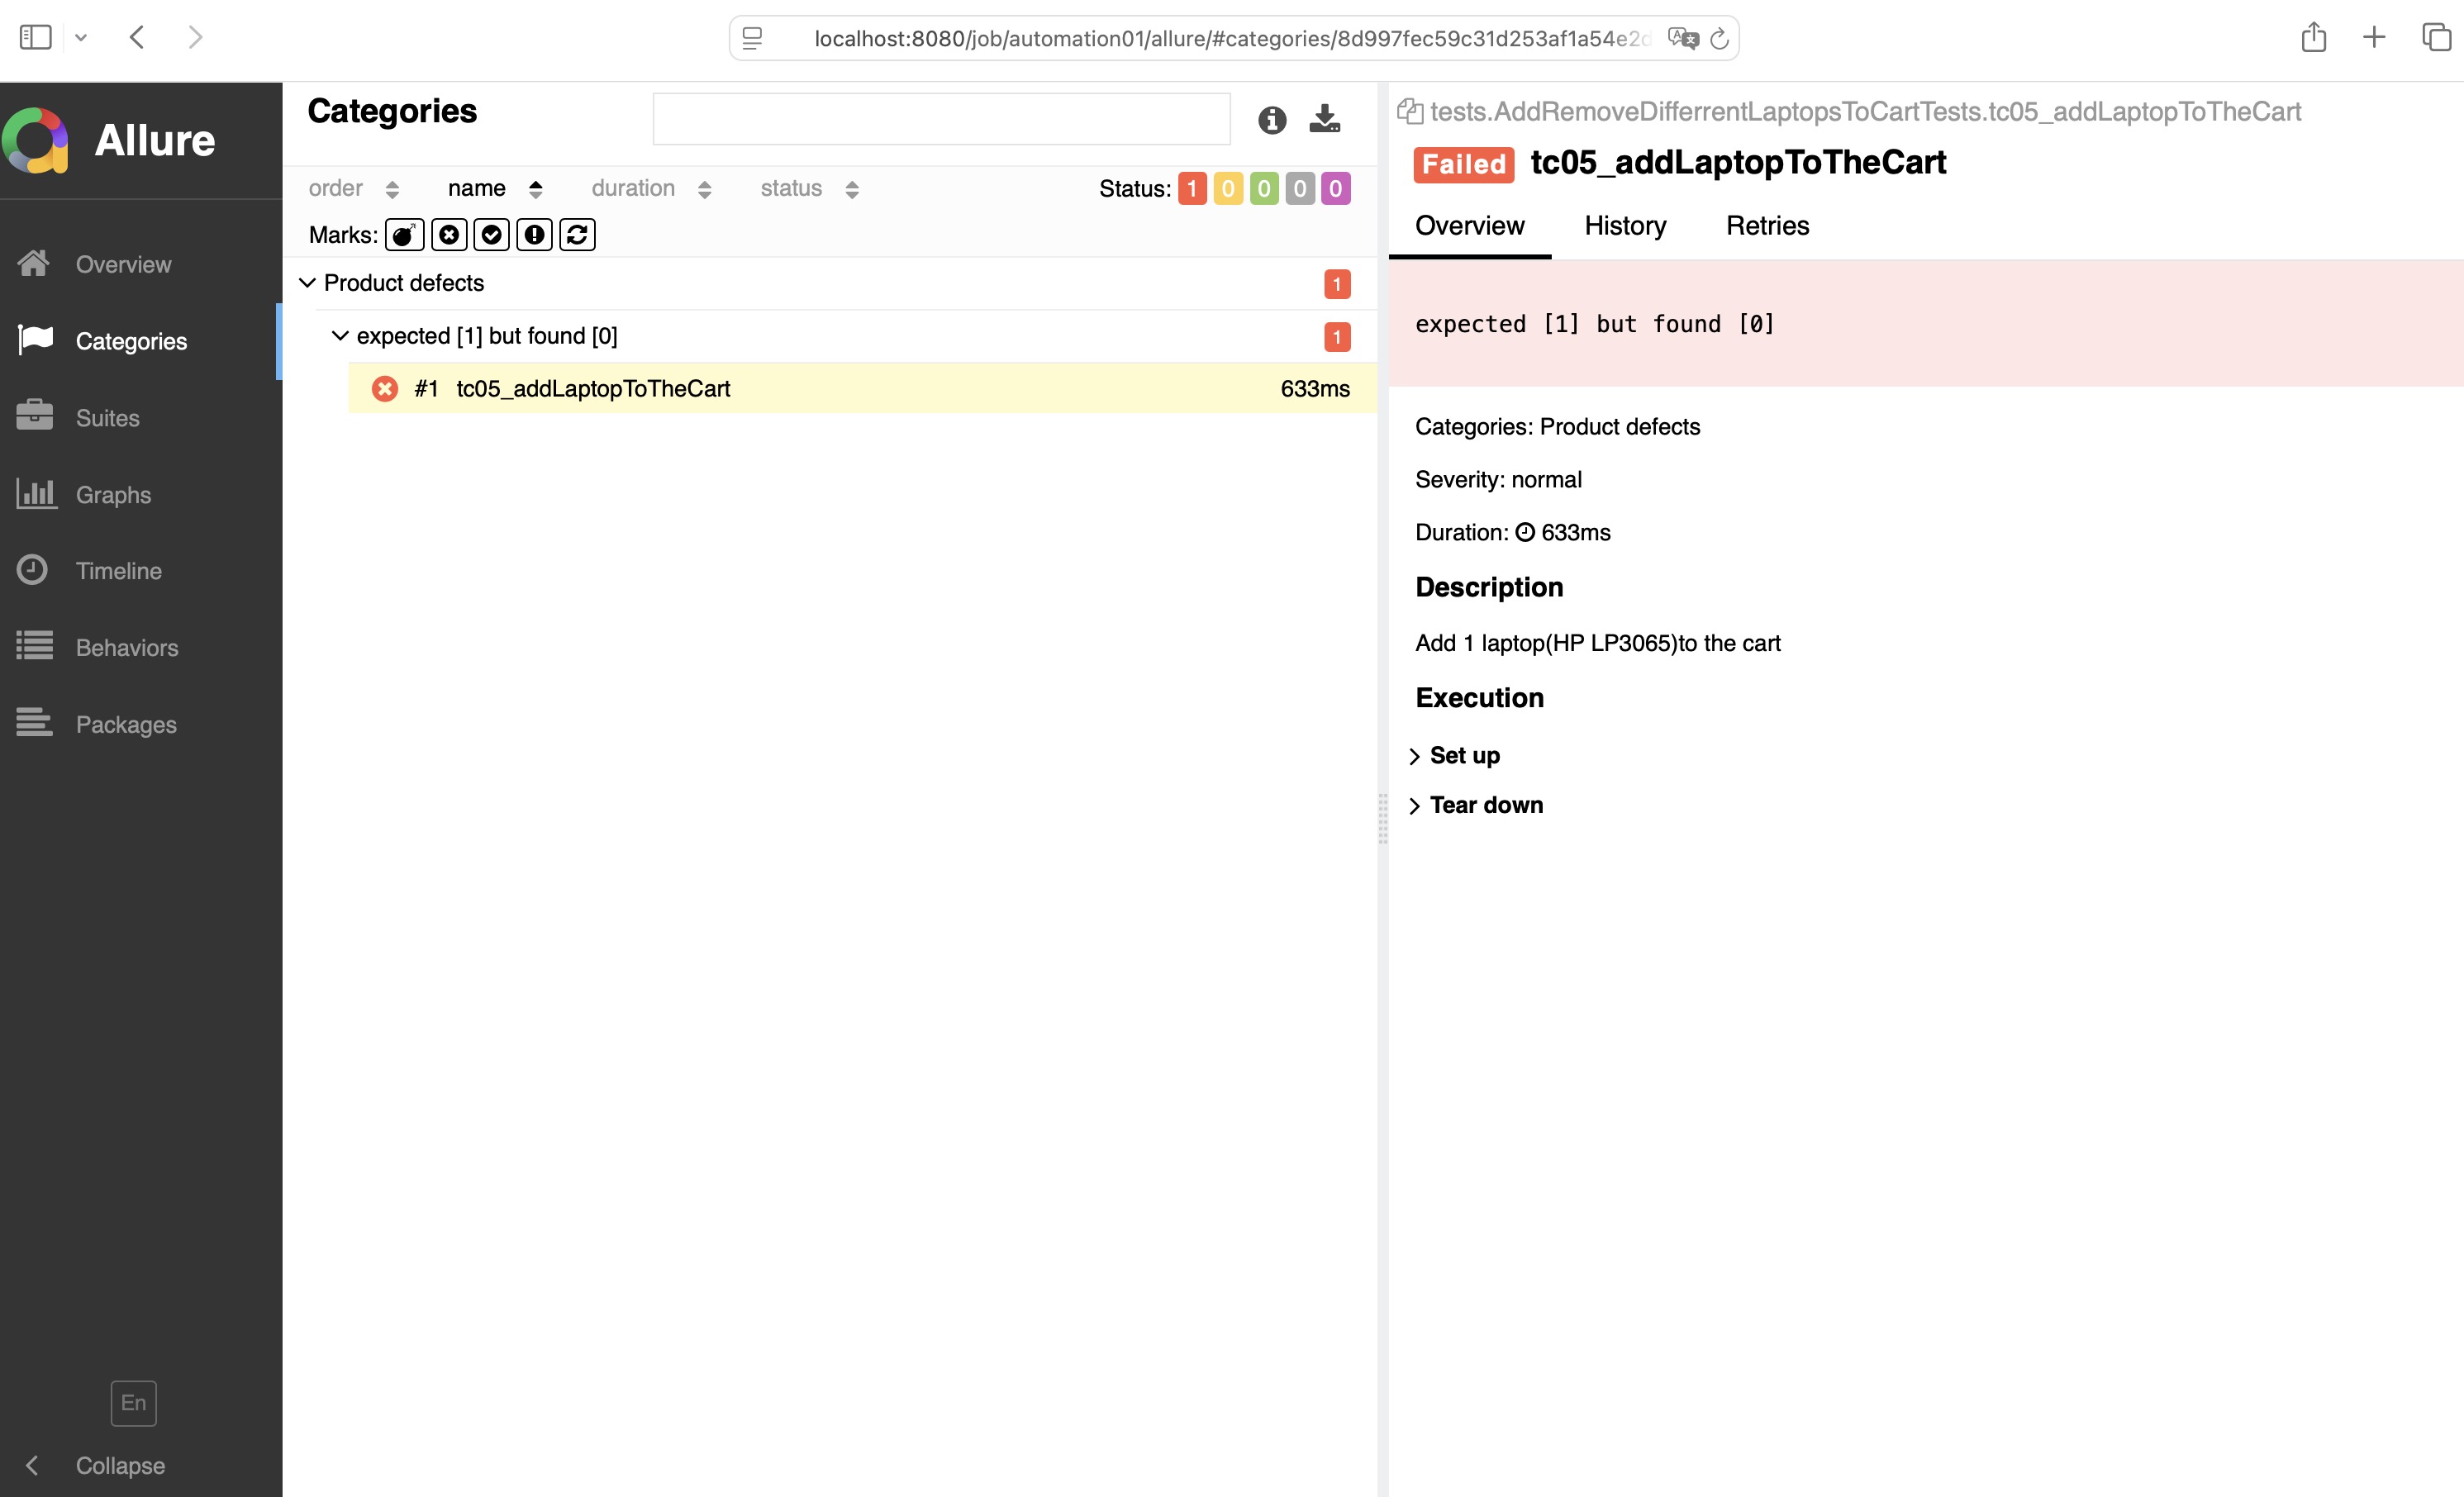 localhost:8080/job/automation01/allure/#categories/8d997fec59c31d253af1a54e2d
Allure
Overview
Categories
Suites
Graphs
Timeline
Behaviors
Packages
En
Collapse
Categories
order name duration status Status: 1 0 0 0 0
Marks:
Product defects 1
expected [1] but found [0] 1
#1 tc05_addLaptopToTheCart 633ms
tests.AddRemoveDifferrentLaptopsToCartTests.tc05_addLaptopToTheCart
Failed tc05_addLaptopToTheCart
Overview History Retries
expected [1] but found [0]
Categories: Product defects
Severity: normal
Duration: 633ms
Description
Add 1 laptop(HP LP3065)to the cart
Execution
Set up
Tear down